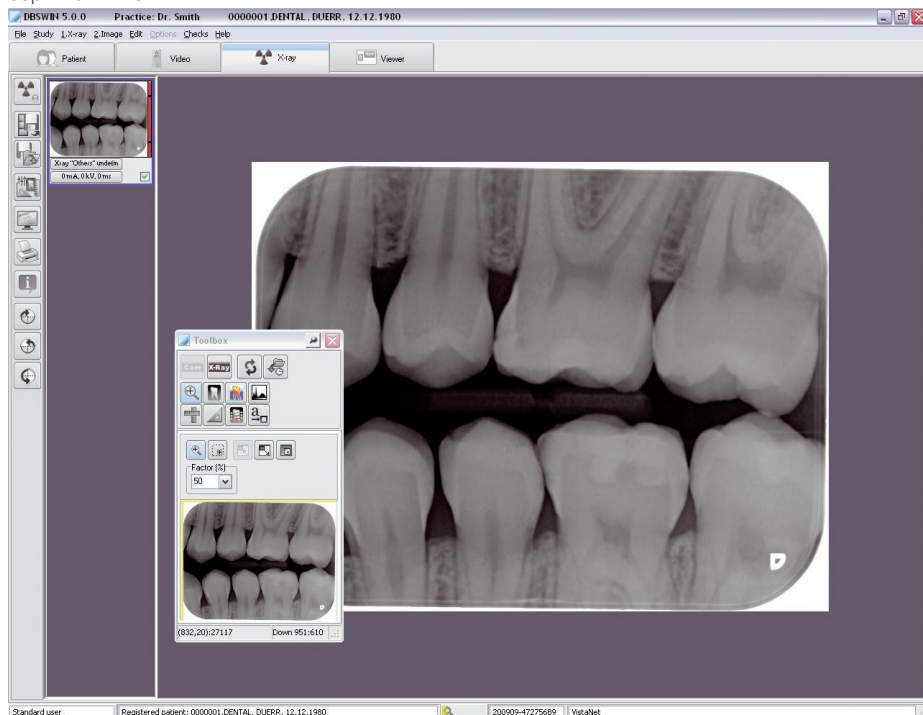 DBSWIN 5.0.0 Practice: Dr. Smith 0000001 ,DENTAL, DUERR, 12.12.1980
File Study 1.X-ray 2.Image Edit Options Checks Help
Patient Video X-ray Viewer
Xray "Others" undefin
0 mA, 0 kV, 0 ms
Toolbox
Cam X-Ray
a
Factor (%)
50
(832,20):27117 Down 951:610
Standard user Registered patient: 0000001 ,DENTAL, DUERR, 12.12.1980 200909-47275689 VistaNet